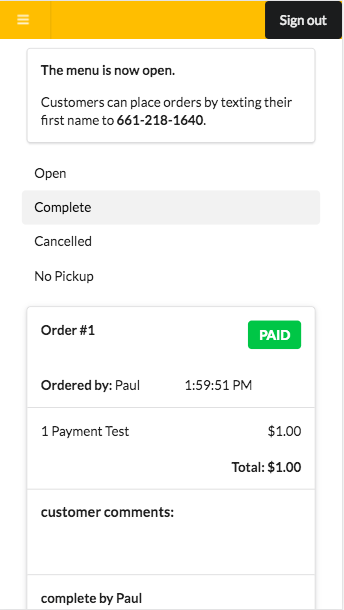 Sign out
The menu is now open.
Customers can place orders by texting their
first name to 661-218-1640.
Open
Complete
Cancelled
No Pickup
Order #1
PAID
Ordered by: Paul 1:59:51 PM
1 Payment Test $1.00
Total: $1.00
customer comments:
complete by Paul